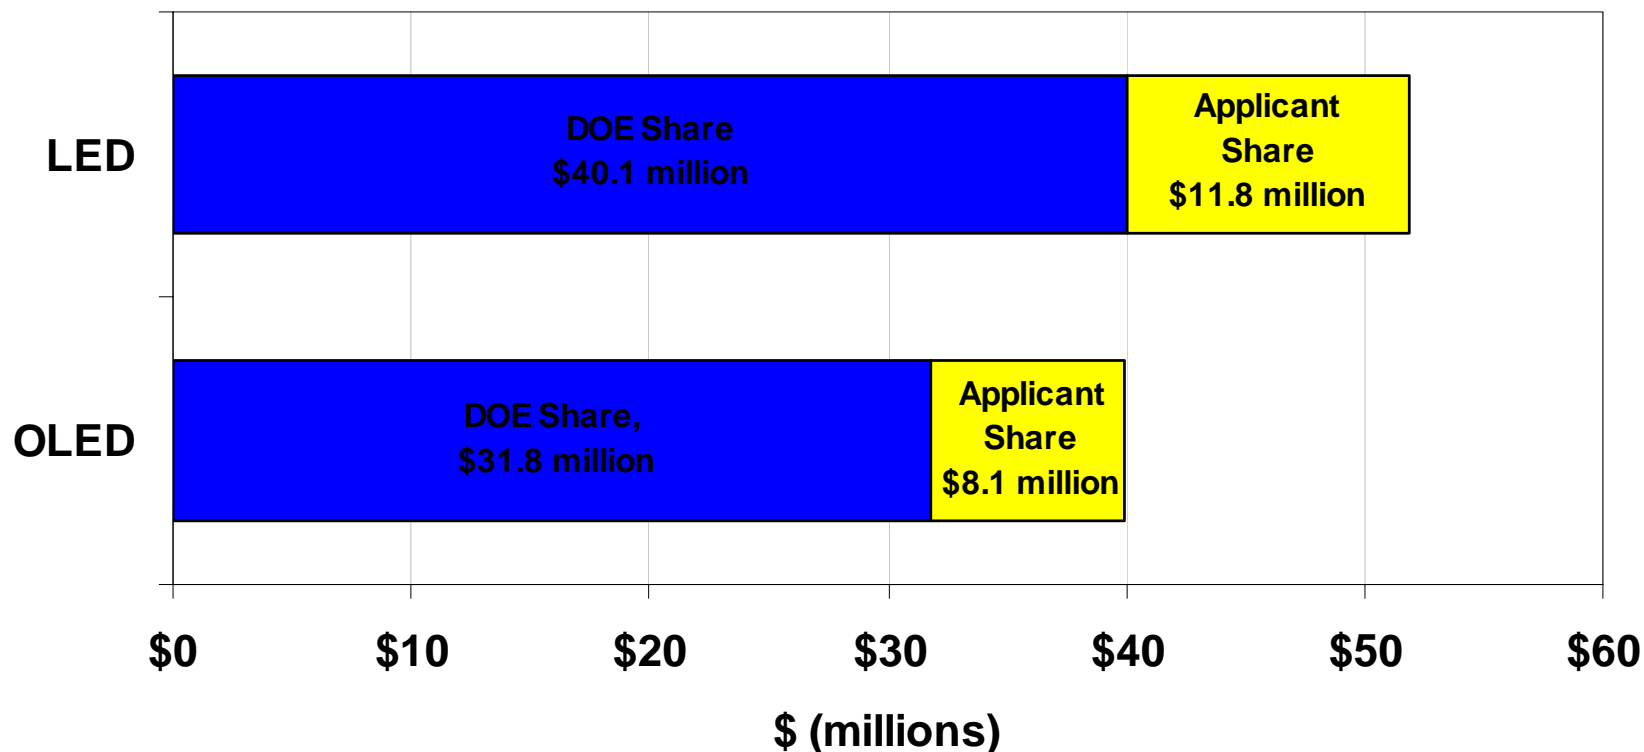 LED
DOE Share
$40.1 million
Applicant
Share
$11.8 million
OLED
DOE Share,
$31.8 million
Applicant
Share
$8.1 million
$0 $10 $20 $30 $40 $50 $60
$ (millions)